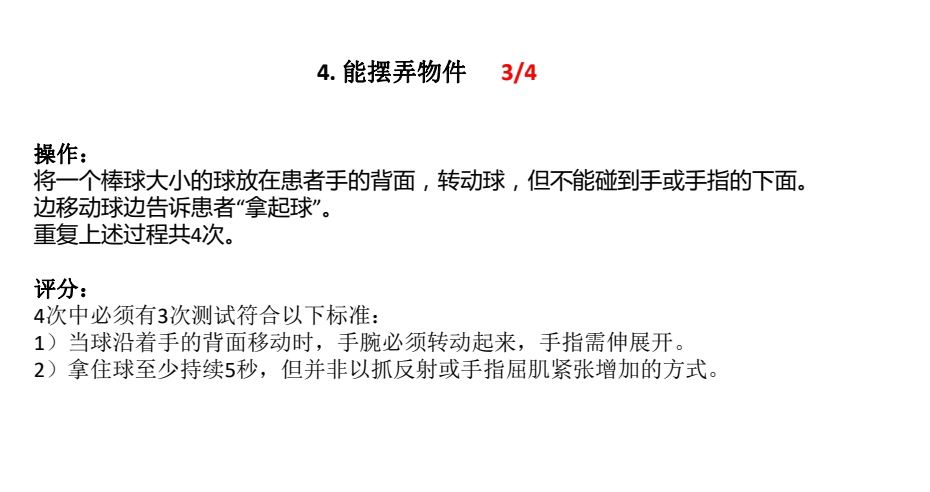 4. 能摆弄物件 3/4
操作：
将一个棒球大小的球放在患者手的背面，转动球，但不能碰到手或手指的下面。
边移动球边告诉患者“拿起球”。
重复上述过程共4次。
评分：
4次中必须有3次测试符合以下标准：
1）当球沿着手的背面移动时，手腕必须转动起来，手指需伸展开。
2）拿住球至少持续5秒，但并非以抓反射或手指屈肌紧张增加的方式。